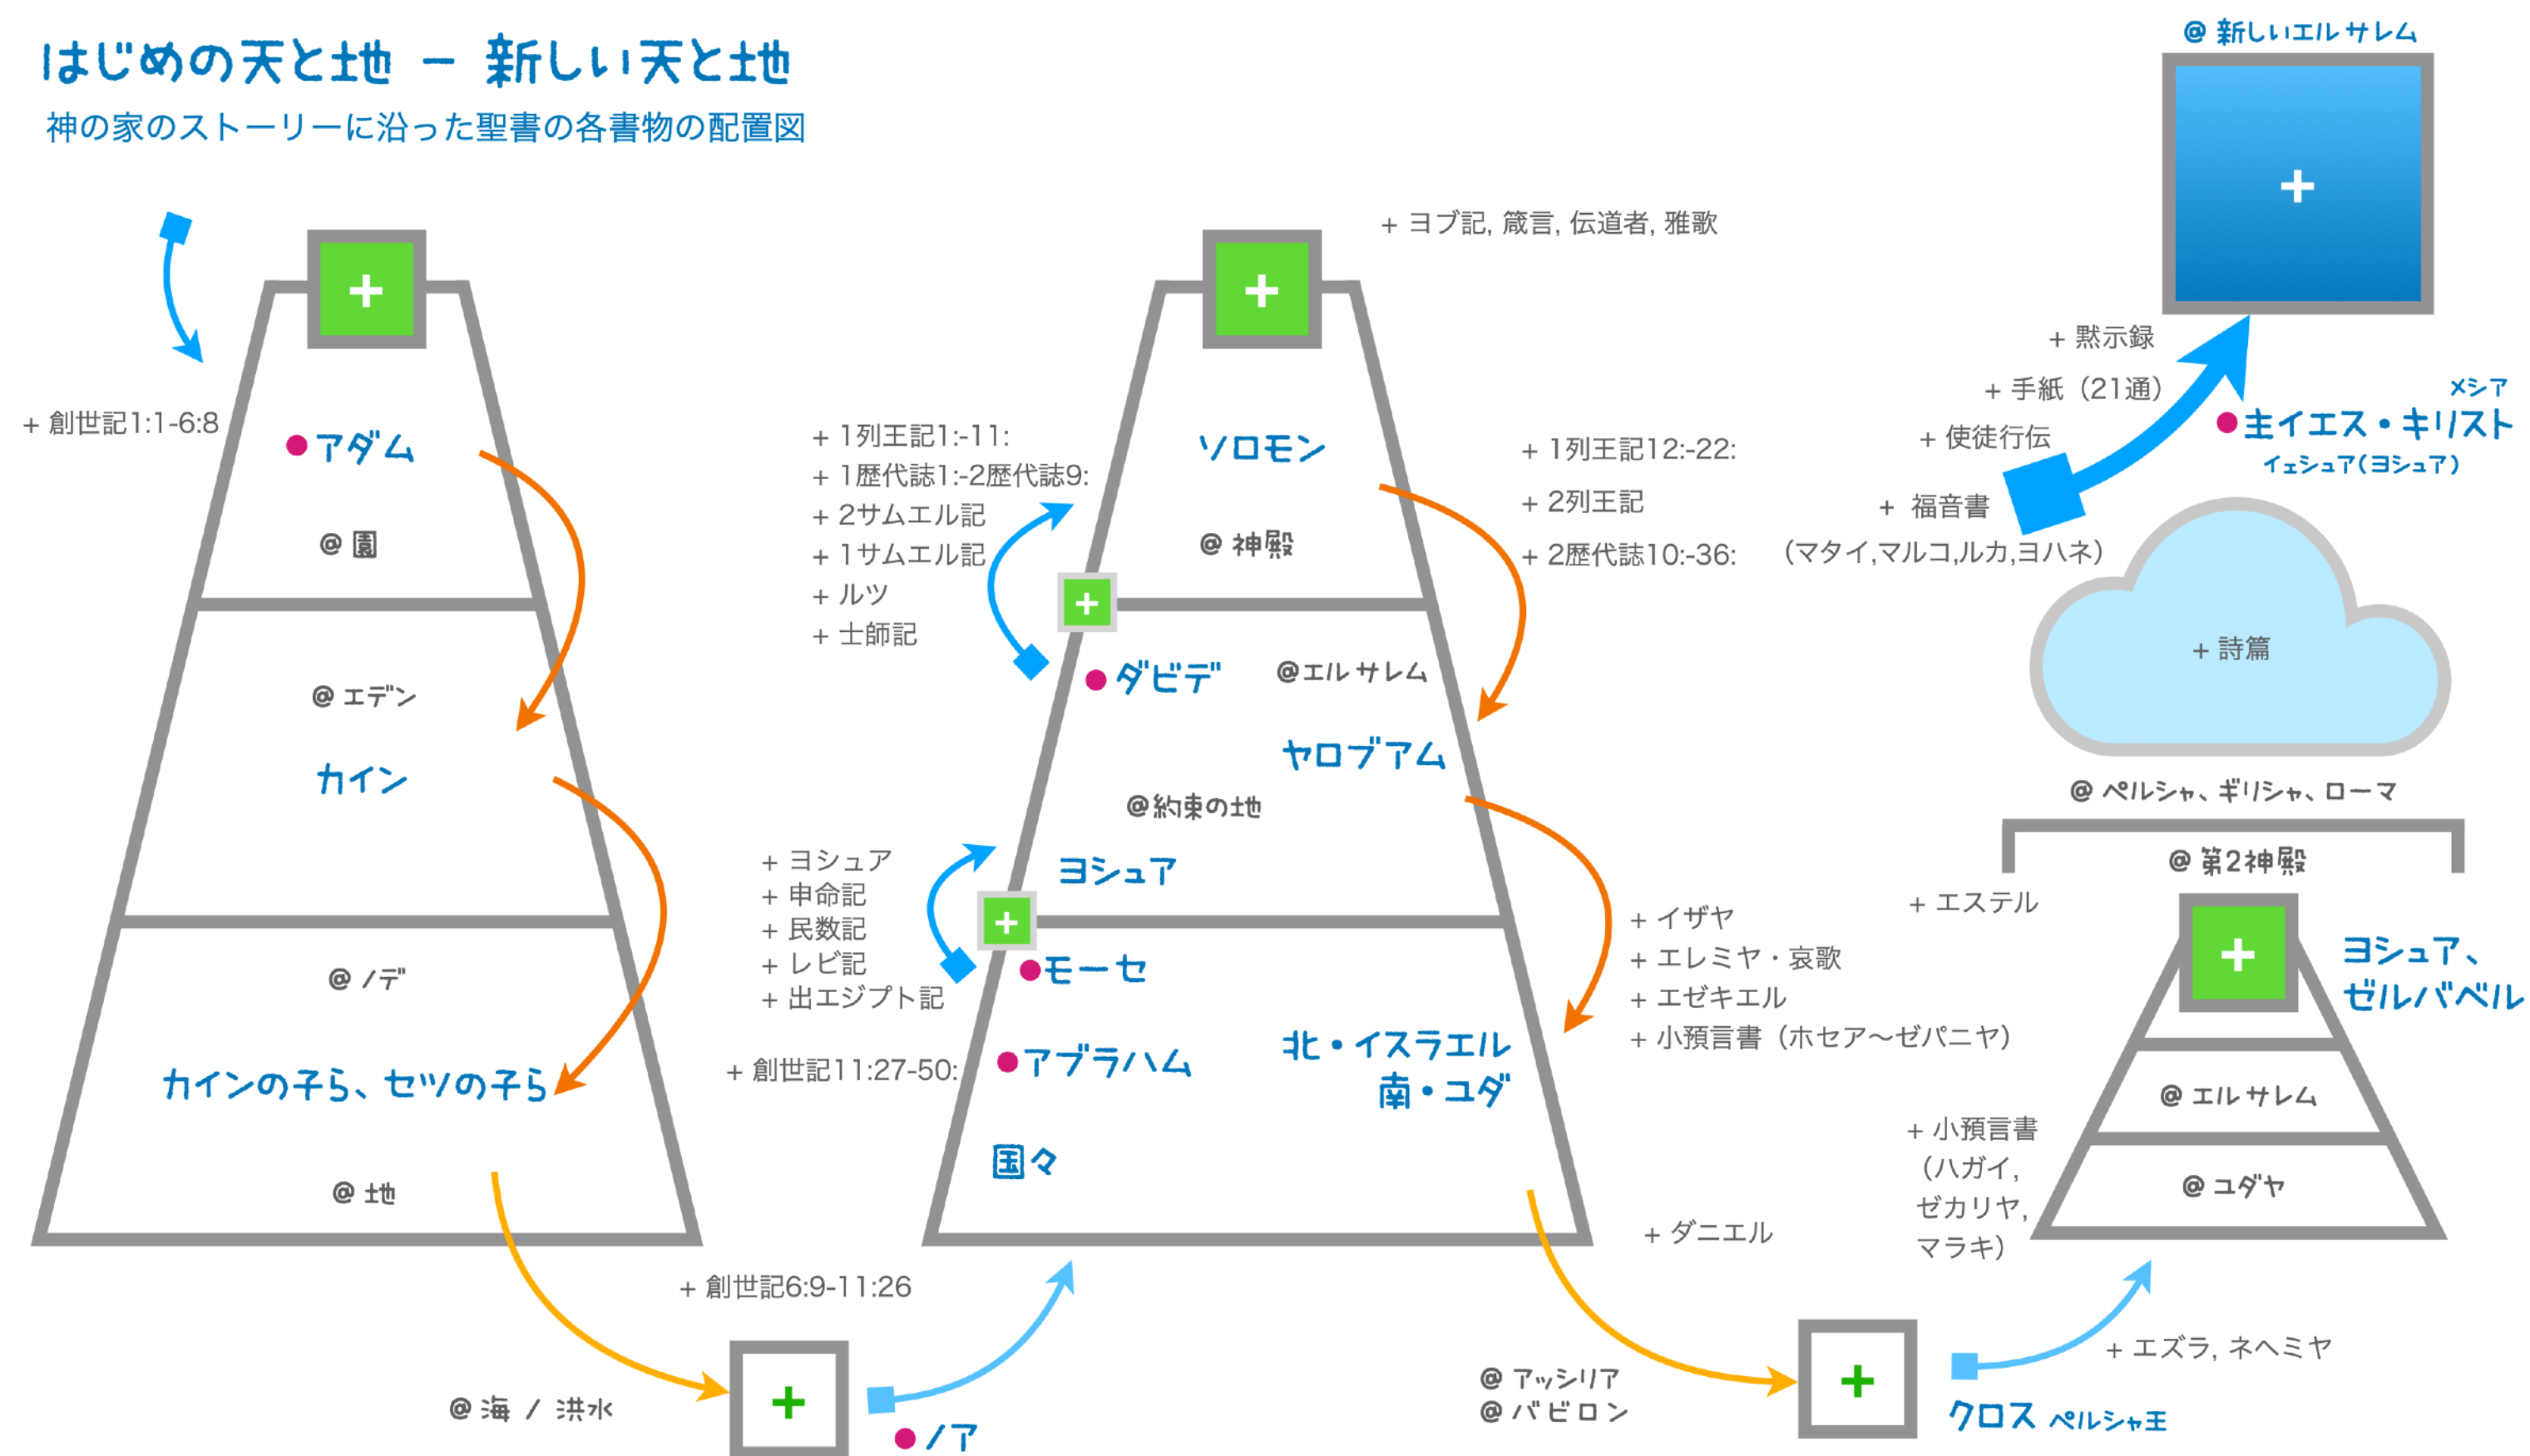 はじめの天と地 － 新しい天と地
神の家のストーリーに沿った聖書の各書物の配置図
+
+ 創世記1:1-6:8
アダム
@ 園
@ エデン
カイン
@ ノデ
カインの子ら、セツの子ら
@ 地
@ 海 / 洪水
+ 創世記6:9-11:26
+
ノア
+ ヨブ記, 箴言, 伝道者, 雅歌
+
+ 1列王記1:-11:
+ 1歴代誌1:-2歴代誌9:
+ 2サムエル記
+ 1サムエル記
+ ルツ
+ 士師記
ソロモン
@ 神殿
+ 1列王記12:-22:
+ 2列王記
+ 2歴代誌10:-36:
+
ダビデ
@エルサレム
ヤロブアム
@約束の地
ヨシュア
+ ヨシュア
+ 申命記
+ 民数記
+ レビ記
+ 出エジプト記
+
モーセ
+ 創世記11:27-50:
アブラハム
北・イスラエル
南・ユダ
国々
+ イザヤ
+ エレミヤ・哀歌
+ エゼキエル
+ 小預言書（ホセア〜ゼパニヤ）
+ ダニエル
@ アッシリア
@ バビロン
+
クロス ペルシャ王
+ エズラ, ネヘミヤ
@ 新しいエルサレム
+
+ 黙示録
+ 手紙（21通）
+ 使徒行伝
+ 福音書
（マタイ,マルコ,ルカ,ヨハネ）
メシア
主イエス・キリスト
イェシュア(ヨシュア)
+ 詩篇
@ ペルシャ、ギリシャ、ローマ
@ 第2神殿
+ エステル
+
ヨシュア、
ゼルバベル
@ エルサレム
@ ユダヤ
+ 小預言書
（ハガイ,
ゼカリヤ,
マラキ）